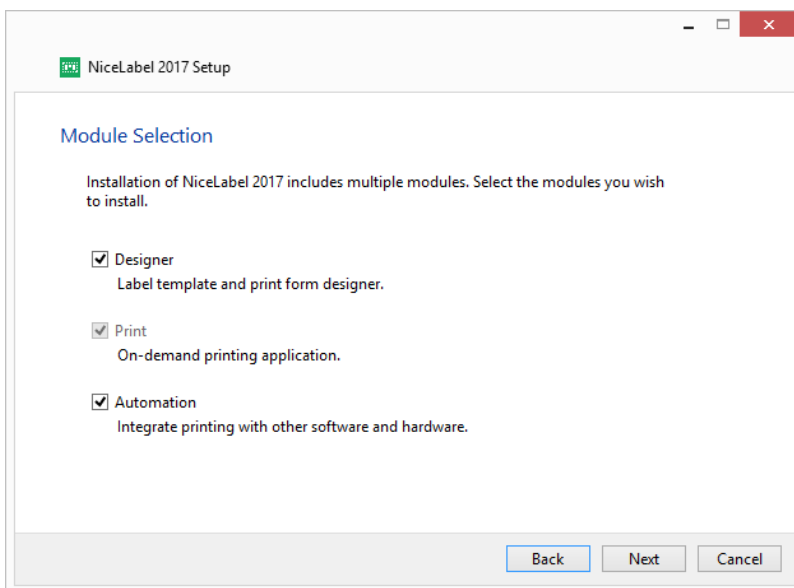 NiceLabel 2017 Setup
Module Selection
Installation of NiceLabel 2017 includes multiple modules. Select the modules you wish
to install.
Designer
Label template and print form designer.
Print
On-demand printing application.
Automation
Integrate printing with other software and hardware.
Back Next Cancel